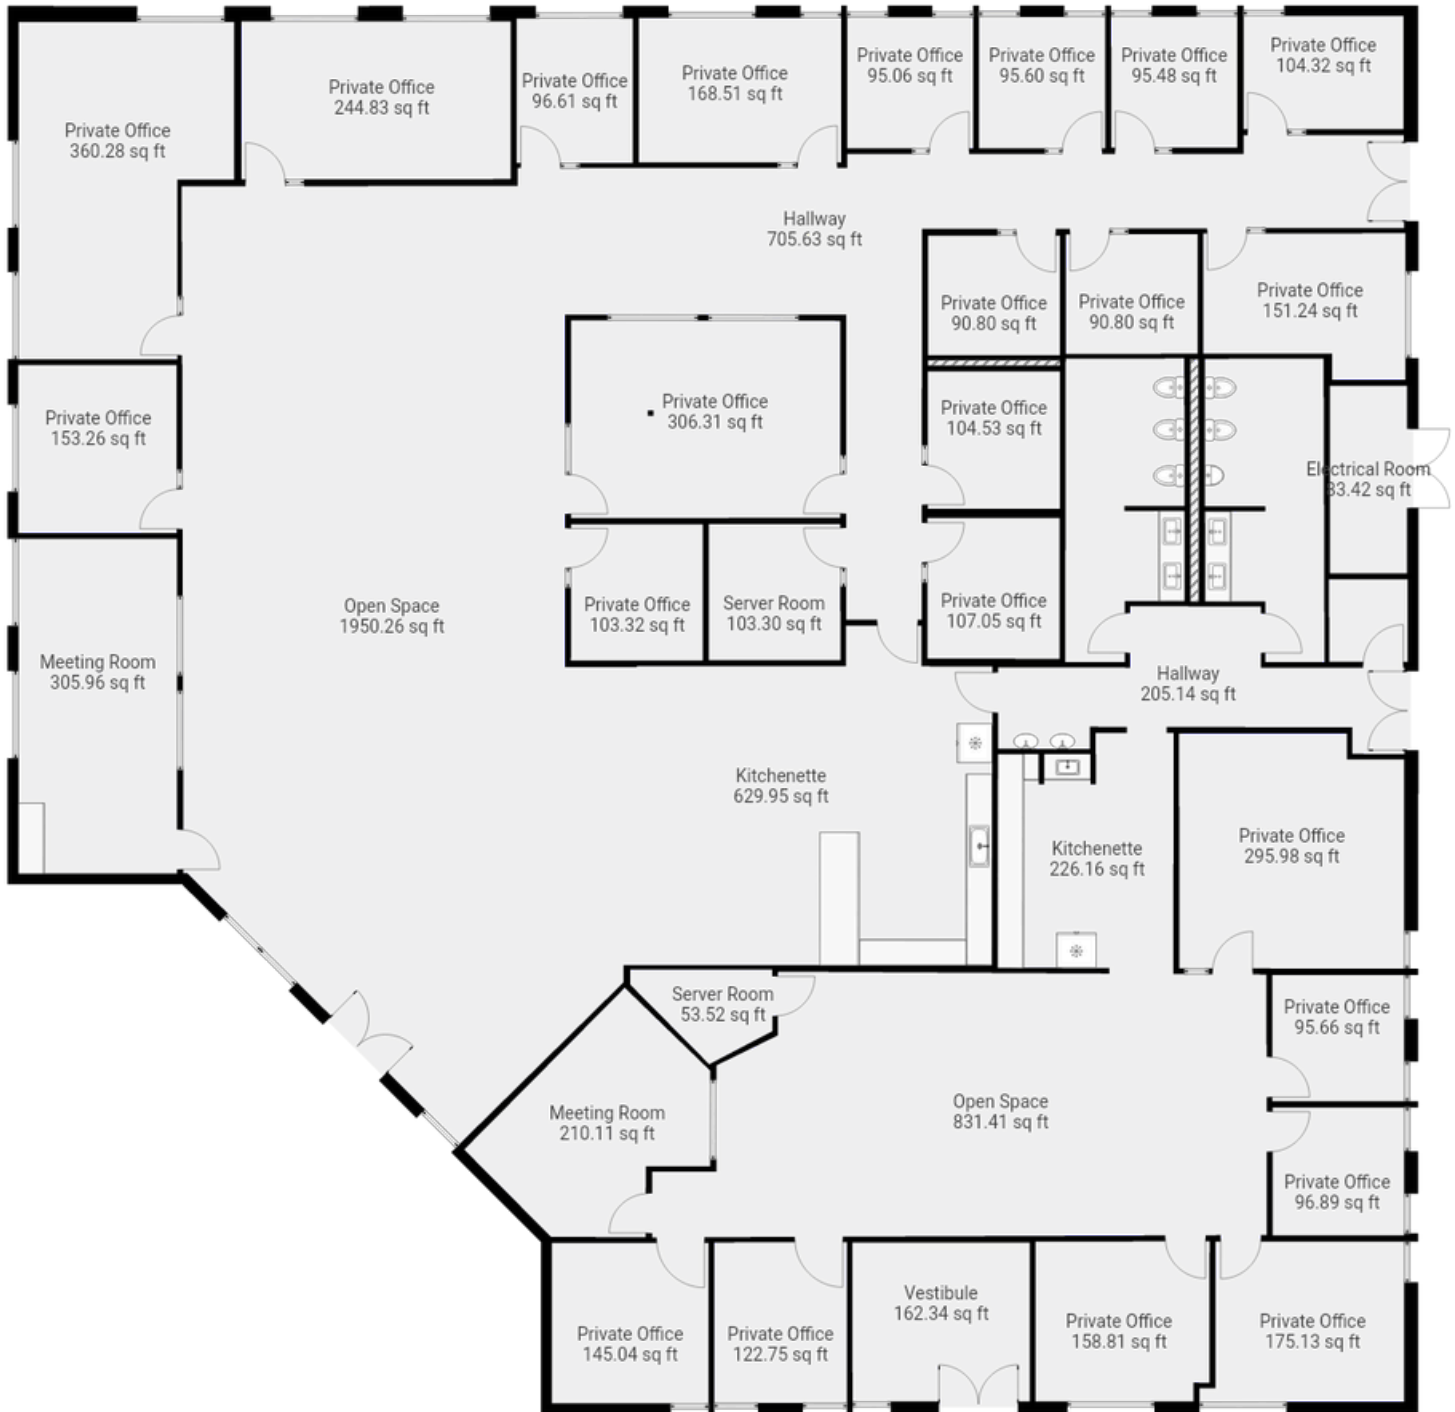 Private Office
360.28 sq ft
Private Office
244.83 sq ft
Private Office
96.61 sq ft
Private Office
168.51 sq ft
Private Office
95.06 sq ft
Private Office
95.60 sq ft
Private Office
95.48 sq ft
Private Office
104.32 sq ft
Hallway
705.63 sq ft
Private Office
90.80 sq ft
Private Office
90.80 sq ft
Private Office
151.24 sq ft
Private Office
153.26 sq ft
Private Office
306.31 sq ft
Private Office
104.53 sq ft
Electrical Room
83.42 sq ft
Open Space
1950.26 sq ft
Private Office
103.32 sq ft
Server Room
103.30 sq ft
Private Office
107.05 sq ft
Meeting Room
305.96 sq ft
Hallway
205.14 sq ft
Kitchenette
629.95 sq ft
Kitchenette
226.16 sq ft
Private Office
295.98 sq ft
Server Room
53.52 sq ft
Private Office
95.66 sq ft
Meeting Room
210.11 sq ft
Open Space
831.41 sq ft
Private Office
96.89 sq ft
Private Office
145.04 sq ft
Private Office
122.75 sq ft
Vestibule
162.34 sq ft
Private Office
158.81 sq ft
Private Office
175.13 sq ft